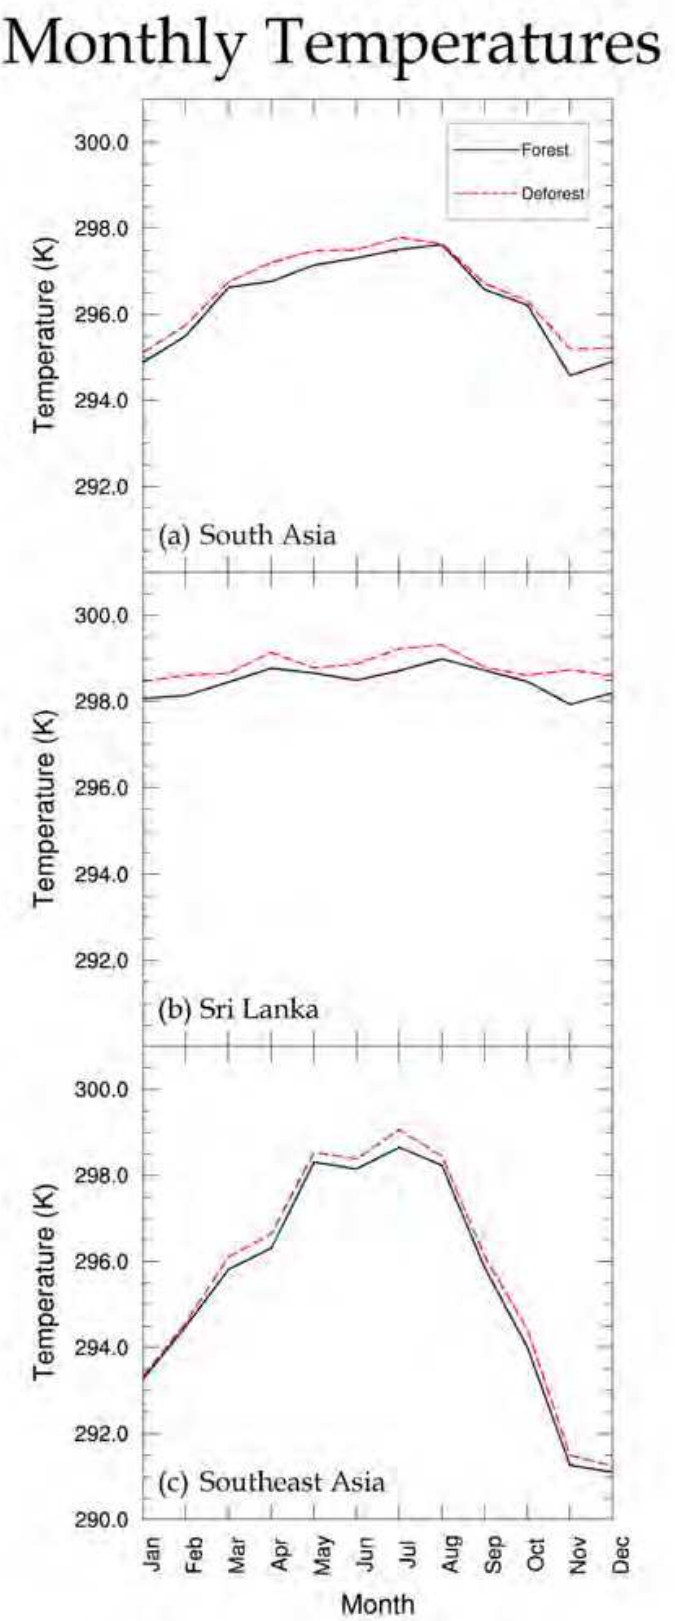 Monthly Temperatures
300.0
298.0
296.0
294.0
292.0
Temperature (K)
Forest
Deforest
(a) South Asia
300.0
298.0
296.0
294.0
292.0
Temperature (K)
(b) Sri Lanka
300.0
298.0
296.0
294.0
292.0
290.0
Temperature (K)
(c) Southeast Asia
Jan
Feb
Mar
Apr
May
Jun
Jul
Aug
Sep
Oct
Nov
Dec
Month